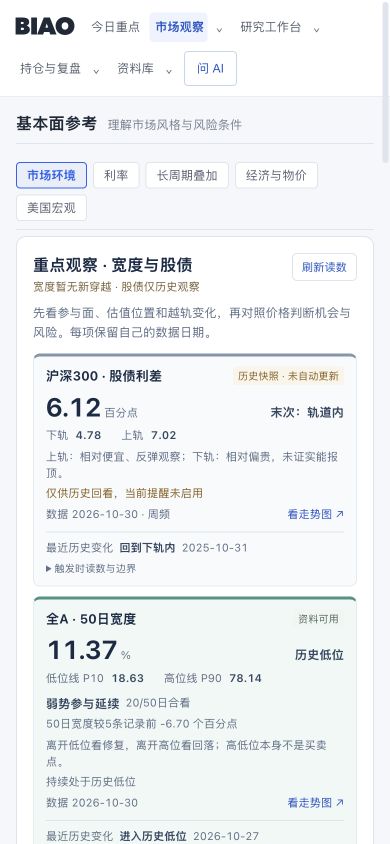 BIAO 今日重点 市场观察 研究工作台
持仓与复盘 资料库 问 AI
基本面参考 理解市场风格与风险条件
市场环境 利率 长周期叠加 经济与物价
美国宏观
重点观察 · 宽度与股债 刷新读数
宽度暂无新穿越 · 股债仅历史观察
先看参与面、估值位置和越轨变化，再对照价格判断机会与
风险。每项保留自己的数据日期。
沪深300 · 股债利差 历史快照 · 未自动更新
6.12 百分点 末次：轨道内
下轨 4.78 上轨 7.02
上轨：相对便宜、反弹观察；下轨：相对偏贵，未证实能报
顶。
仅供历史回看，当前提醒未启用
数据 2026-10-30 · 周频 看走势图 ↗
最近历史变化 回到下轨内 2025-10-31
▶ 触发时读数与边界
全A · 50日宽度 资料可用
11.37 % 历史低位
低位线 P10 18.63 高位线 P90 78.14
弱势参与延续 20/50日合看
50日宽度较5条记录前 -6.70 个百分点
离开低位看修复，离开高位看回落；高低位本身不是买卖
点。
持续处于历史低位
数据 2026-10-30 看走势图 ↗
最近历史变化 进入历史低位 2026-10-27